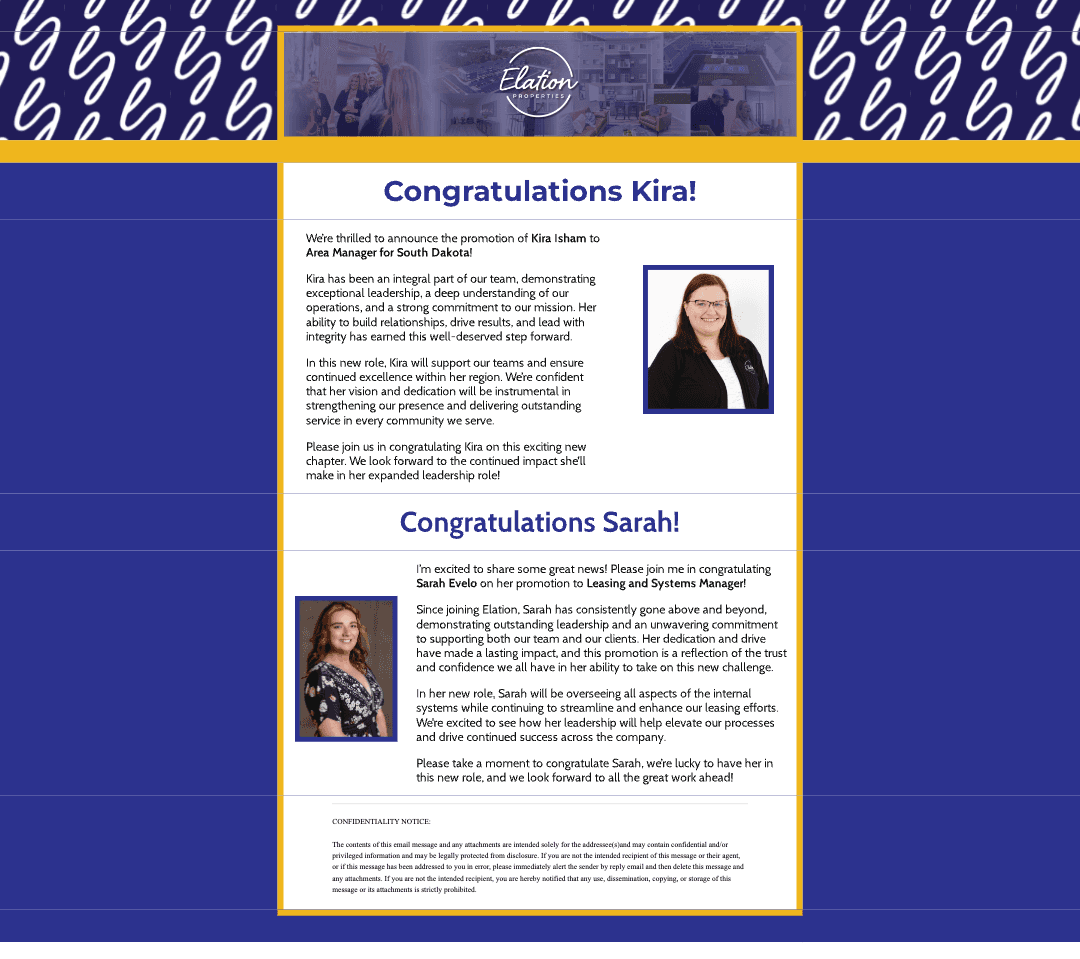 Elation
PROPERTIES
Congratulations Kira!
We're thrilled to announce the promotion of Kira Isham to
Area Manager for South Dakota!
Kira has been an integral part of our team, demonstrating
exceptional leadership, a deep understanding of our
operations, and a strong commitment to our mission. Her
ability to build relationships, drive results, and lead with
integrity has earned this well-deserved step forward.
In this new role, Kira will support our teams and ensure
continued excellence within her region. We're confident
that her vision and dedication will be instrumental in
strengthening our presence and delivering outstanding
service in every community we serve.
Please join us in congratulating Kira on this exciting new
chapter. We look forward to the continued impact she'll
make in her expanded leadership role!
Congratulations Sarah!
I'm excited to share some great news! Please join me in congratulating
Sarah Evelo on her promotion to Leasing and Systems Manager!
Since joining Elation, Sarah has consistently gone above and beyond,
demonstrating outstanding leadership and an unwavering commitment
to supporting both our team and our clients. Her dedication and drive
have made a lasting impact, and this promotion is a reflection of the trust
and confidence we all have in her ability to take on this new challenge.
In her new role, Sarah will be overseeing all aspects of the internal
systems while continuing to streamline and enhance our leasing efforts.
We're excited to see how her leadership will help elevate our processes
and drive continued success across the company.
Please take a moment to congratulate Sarah, we're lucky to have her in
this new role, and we look forward to all the great work ahead!
CONFIDENTIALITY NOTICE:
The contents of this email message and any attachments are intended solely for the addressee(s)and may contain confidential and/or
privileged information and may be legally protected from disclosure. If you are not the intended recipient of this message or their agent,
or if this message has been addressed to you in error, please immediately alert the sender by reply email and then delete this message and
any attachments. If you are not the intended recipient, you are hereby notified that any use, dissemination, copying, or storage of this
message or its attachments is strictly prohibited.